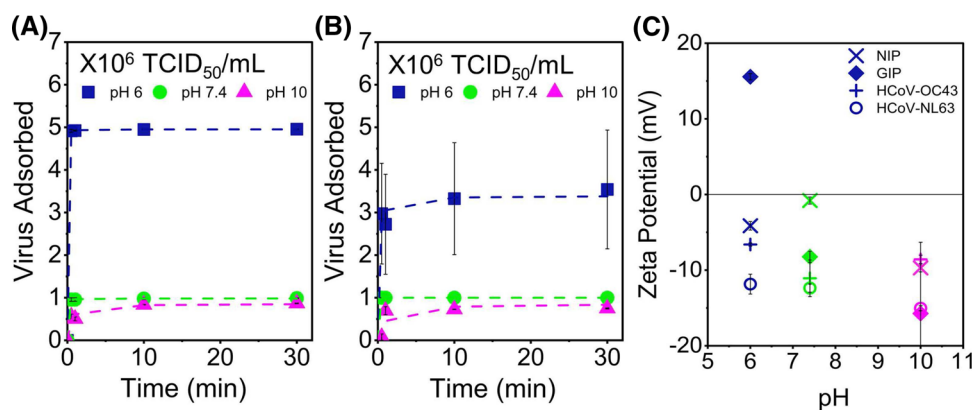 (A)
X10⁶ TCID₅₀/mL
pH 6 pH 7.4 pH 10
Virus Adsorbed
7
6
5
4
3
2
1
0
0 10 20 30
Time (min)
(B)
X10⁶ TCID₅₀/mL
pH 6 pH 7.4 pH 10
Virus Adsorbed
7
6
5
4
3
2
1
0
0 10 20 30
Time (min)
(C)
NIP
GIP
HCoV-OC43
HCoV-NL63
Zeta Potential (mV)
20
10
0
-10
-20
5 6 7 8 9 10 11
pH